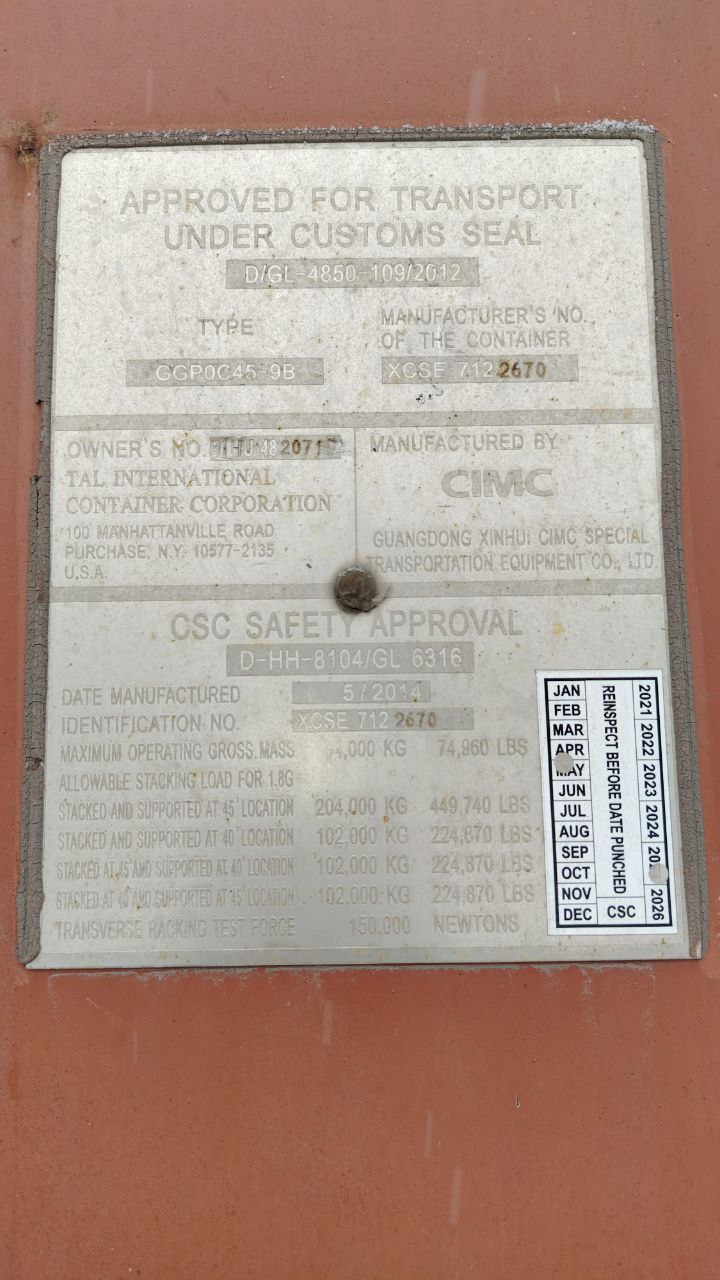 APPROVED FOR TRANSPORT
UNDER CUSTOMS SEAL
D/GL-4850-109/2012
TYPE
MANUFACTURER'S NO.
OF THE CONTAINER
GGP0C45-9B
XCSE 712 2670
OWNER'S NO.
TAL INTERNATIONAL
CONTAINER CORPORATION
100 MANHATTANVILLE ROAD
PURCHASE, N.Y. 10577-2135
U.S.A.
MANUFACTURED BY
CIMC
GUANGDONG XINHUI CIMC SPECIAL
TRANSPORTATION EQUIPMENT CO., LTD.
CSC SAFETY APPROVAL
D-HH-8104/GL 6316
DATE MANUFACTURED 5/2014
IDENTIFICATION NO. XCSE 712 2670
MAXIMUM OPERATING GROSS MASS 34,000 KG 74,960 LBS
ALLOWABLE STACKING LOAD FOR 1.8G
STACKED AND SUPPORTED AT 45' LOCATION 204,000 KG 449,740 LBS
STACKED AND SUPPORTED AT 40' LOCATION 102,000 KG 224,870 LBS
STACKED AT 45' AND SUPPORTED AT 40' LOCATION 102,000 KG 224,870 LBS
STACKED AT 40' AND SUPPORTED AT 45' LOCATION 102,000 KG 224,870 LBS
TRANSVERSE RACKING TEST FORCE 150,000 NEWTONS
JAN
FEB
MAR
APR
MAY
JUN
JUL
AUG
SEP
OCT
NOV
DEC
REINSPECT BEFORE DATE PUNCHED
CSC
2021 2022 2023 2024 2026